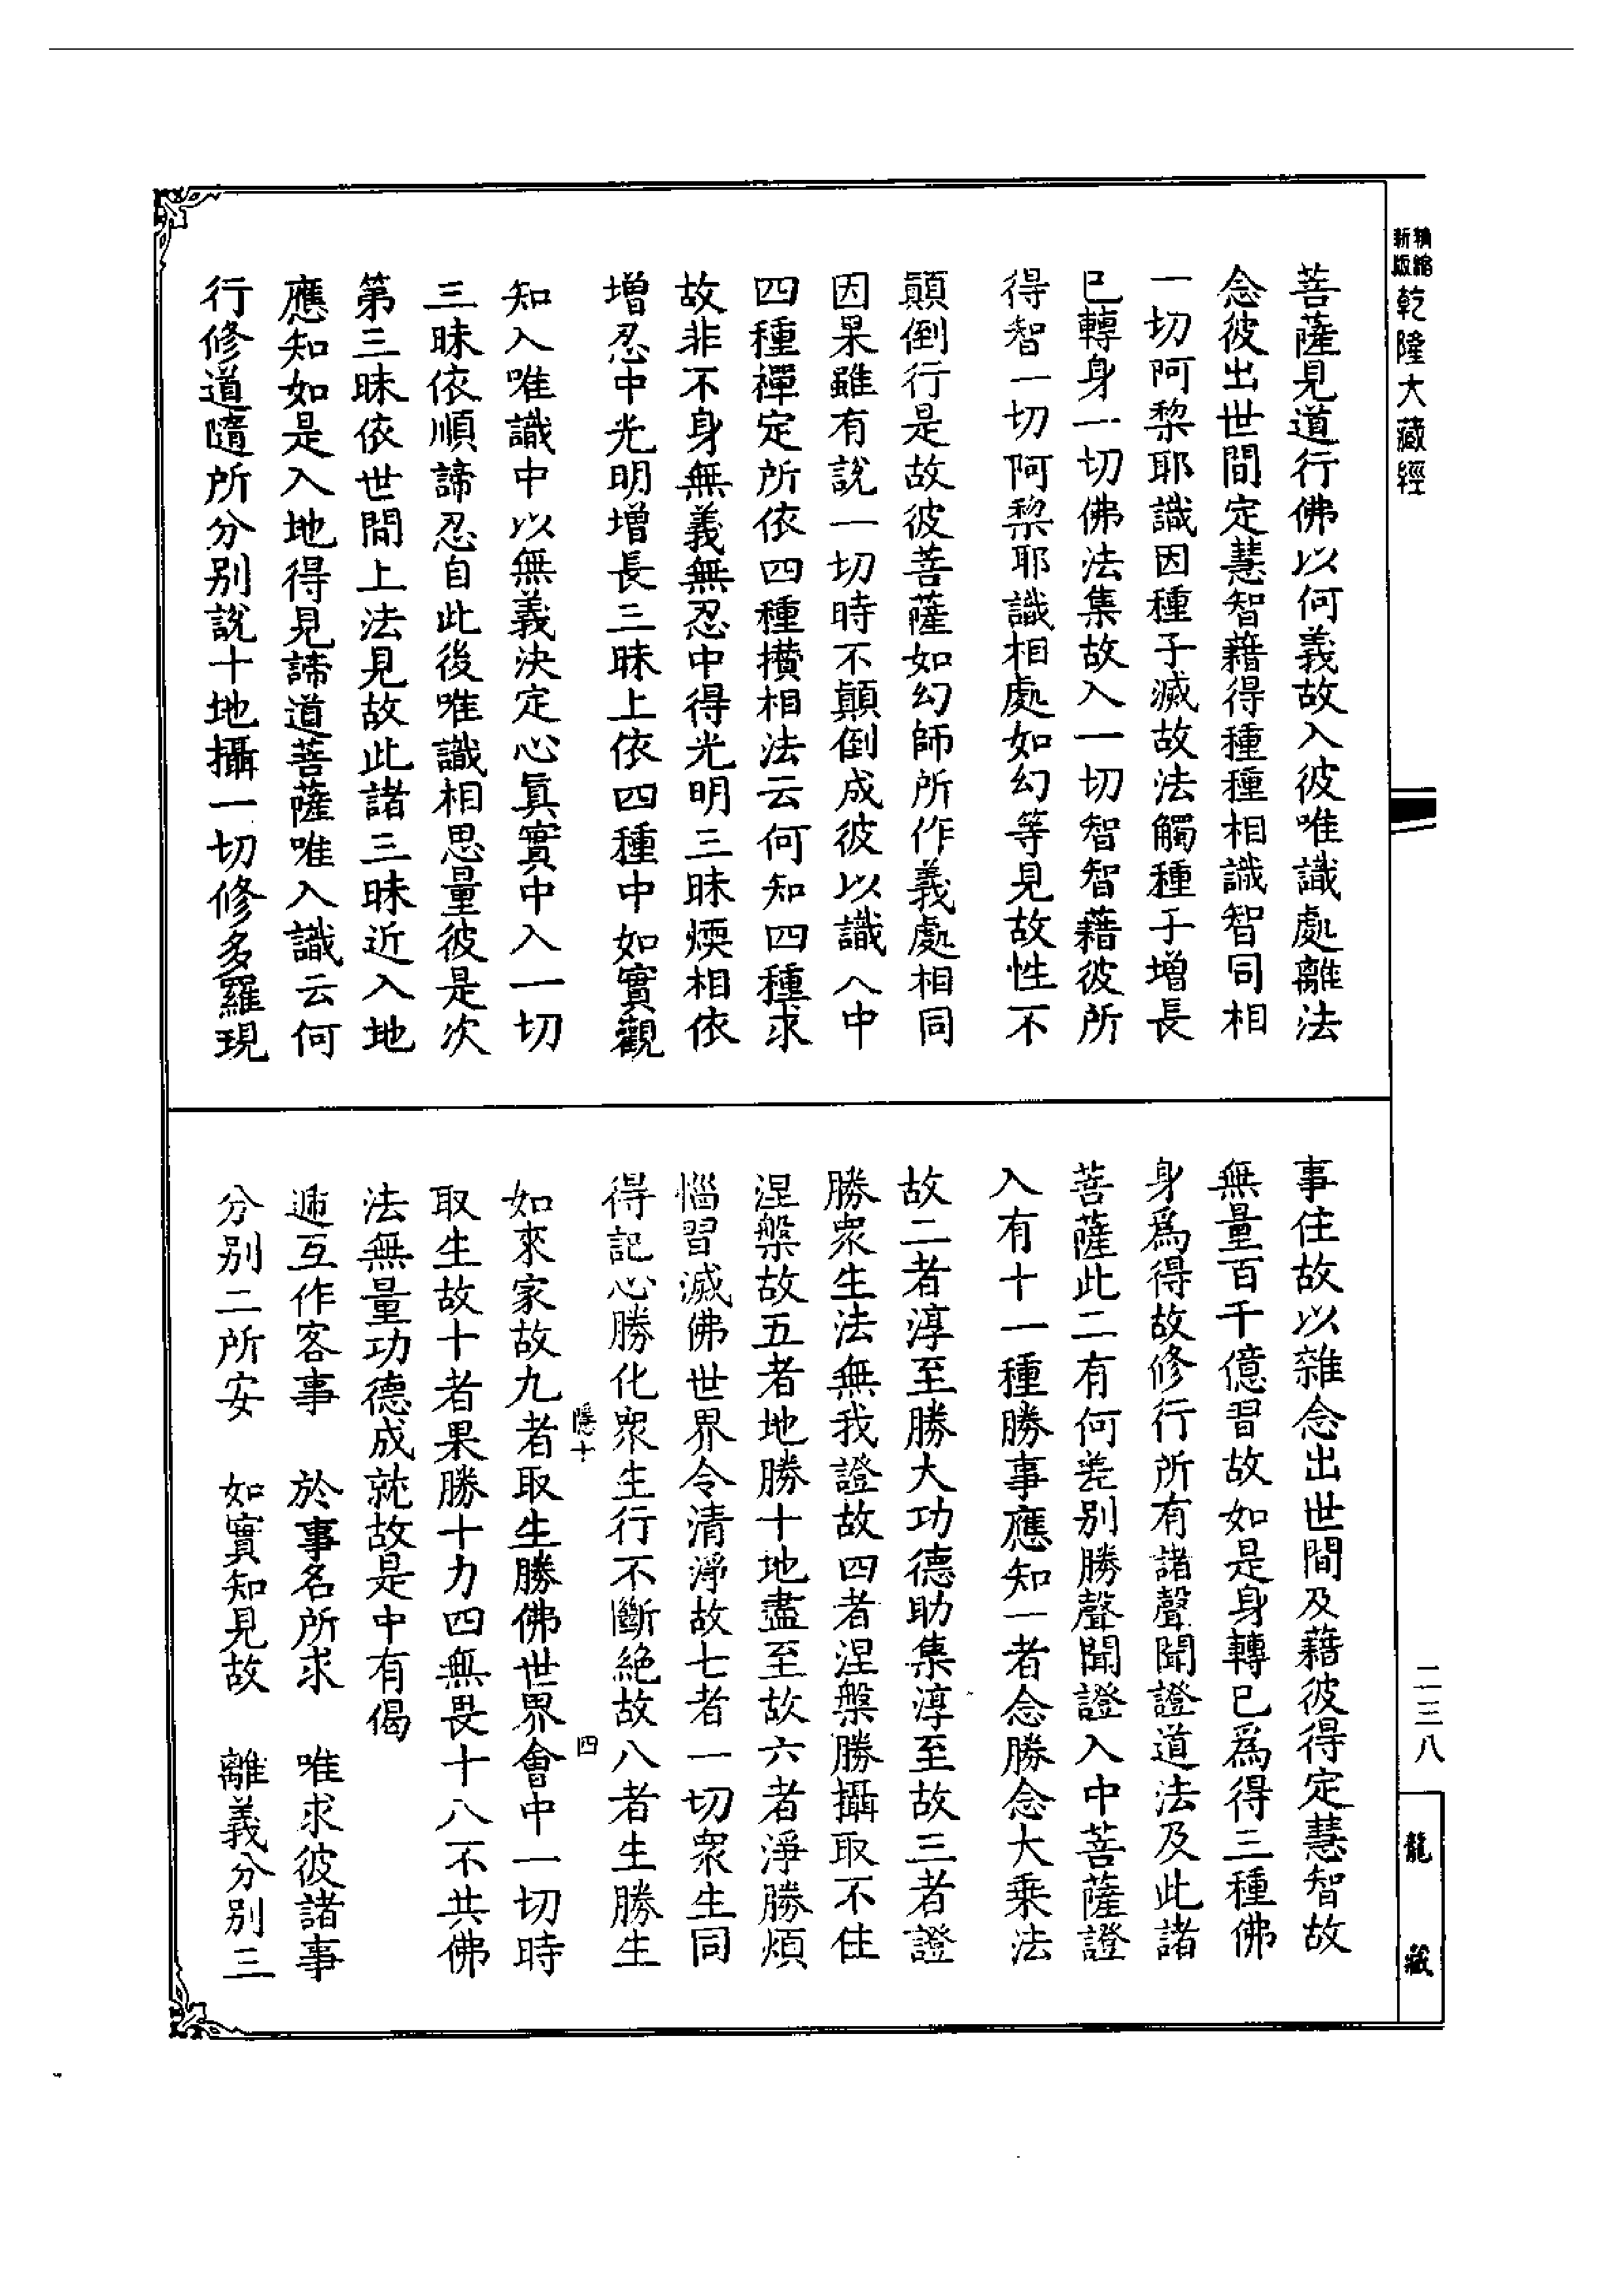 精縮新版
乾隆大藏經
菩薩見道行佛以何義故入彼唯識處離法
念彼出世間定慧智藉得種種相識智同相
一切阿黎耶識因種子滅故法觸種子增長
已轉身一切佛法集故入一切智智藉彼所
得智一切阿黎耶識相處如幻等見故性不
顛倒行是故彼菩薩如幻師所作義處相同
因果雖有說一切時不顛倒成彼以識入中
四種禪定所依四種攢相法云何知四種求
故非不身無義無忍中得光明三昧煗相依
增忍中光明增長三昧上依四種中如實觀
知入唯識中以無義決定心真實中入一切
三昧依順諦忍自此後唯識相思量彼是次
第三昧依世間上法見故此諸三昧近入地
應知如是入地得見諦道菩薩唯入識云何
行修道隨所分別說十地攝一切修多羅現
事住故以雜念出世間及藉彼得定慧智故
無量百千億習故如是身轉已爲得三種佛
身爲得故修行所有諸聲聞證道法及此諸
菩薩此二有何差別勝聲聞證入中菩薩證
入有十一種勝事應知一者念勝念大乘法
故二者淳至勝大功德助集淳至故三者證
勝眾生法無我證故四者涅槃勝攝取不住
涅槃故五者地勝十地盡至故六者淨勝煩
惱習滅佛世界令清淨故七者一切眾生同
得記心勝化眾生行不斷絕故八者生勝生
隱十 四
如來家故九者取生勝佛世界會中一切時
取生故十者果勝十力四無畏十八不共佛
法無量功德成就故是中有偈
遞互作客事 於事名所求 唯求彼諸事
分別二所安 如實知見故 離義分別三
二三八
龍藏